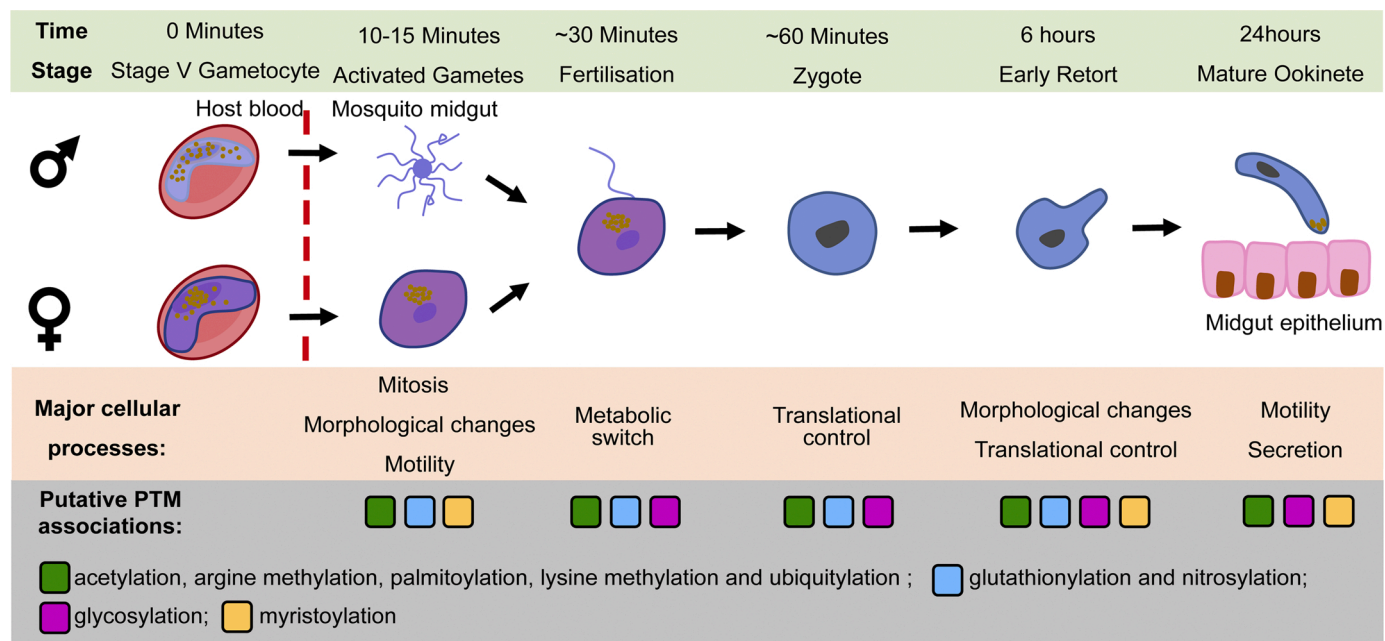 Time 0 Minutes 10-15 Minutes ~30 Minutes ~60 Minutes 6 hours 24hours
Stage Stage V Gametocyte Activated Gametes Fertilisation Zygote Early Retort Mature Ookinete
Host blood Mosquito midgut
Midgut epithelium
Major cellular
processes:
Mitosis
Morphological changes
Motility
Metabolic
switch
Translational
control
Morphological changes
Translational control
Motility
Secretion
Putative PTM
associations:
acetylation, argine methylation, palmitoylation, lysine methylation and ubiquitylation ; glutathionylation and nitrosylation;
glycosylation; myristoylation